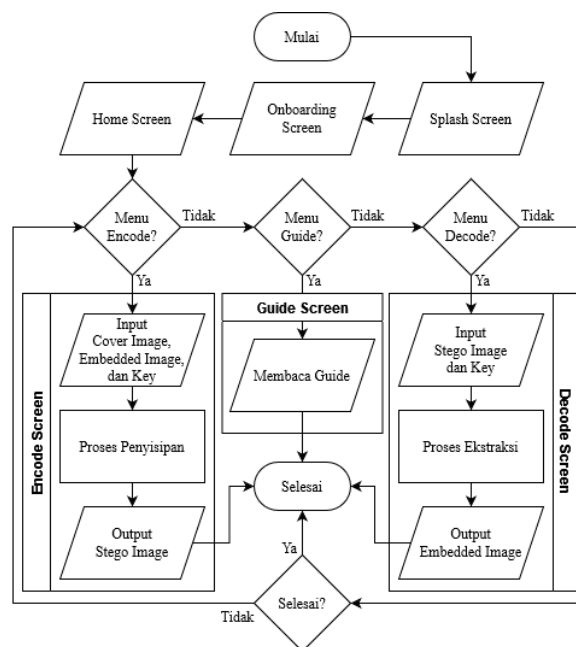 Mulai
Home Screen
Onboarding
Screen
Splash Screen
Menu
Encode?
Tidak
Menu
Guide?
Tidak
Menu
Decode?
Tidak
Ya
Ya
Ya
Encode Screen
Input
Cover Image,
Embedded Image,
dan Key
Proses Penyisipan
Output
Stego Image
Guide Screen
Membaca Guide
Selesai
Ya
Selesai?
Tidak
Input
Stego Image
dan Key
Proses Ekstraksi
Output
Embedded Image
Decode Screen